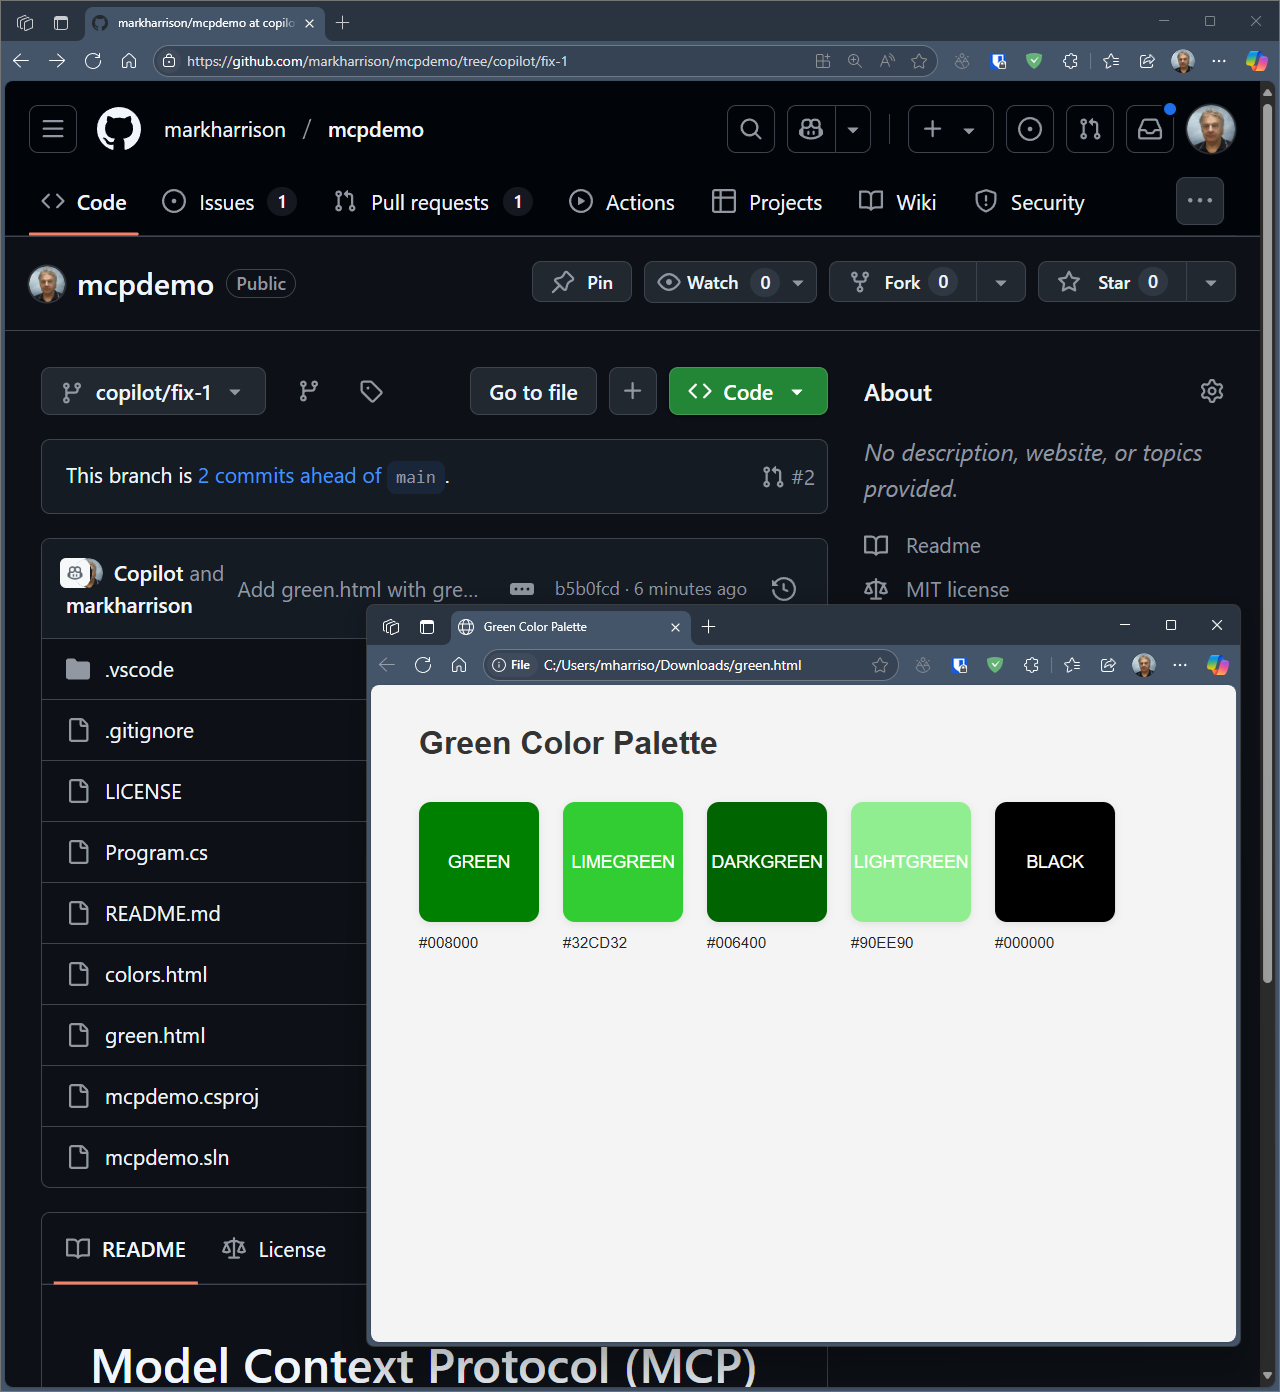 markharrison/mcpdemo at copilo
https://github.com/markharrison/mcpdemo/tree/copilot/fix-1
markharrison / mcpdemo
Code
Issues 1
Pull requests 1
Actions
Projects
Wiki
Security
mcpdemo Public
Pin
Watch 0
Fork 0
Star 0
copilot/fix-1
Go to file
Code
About
This branch is 2 commits ahead of main.
#2
No description, website, or topics
provided.
Readme
MIT license
Copilot and
markharrison
Add green.html with gre...
b5b0fcd · 6 minutes ago
.vscode
.gitignore
LICENSE
Program.cs
README.md
colors.html
green.html
mcpdemo.csproj
mcpdemo.sln
README
License
Model Context Protocol (MCP)
Green Color Palette
File C:/Users/mharriso/Downloads/green.html
Green Color Palette
GREEN
LIMEGREEN
DARKGREEN
LIGHTGREEN
BLACK
#008000
#32CD32
#006400
#90EE90
#000000